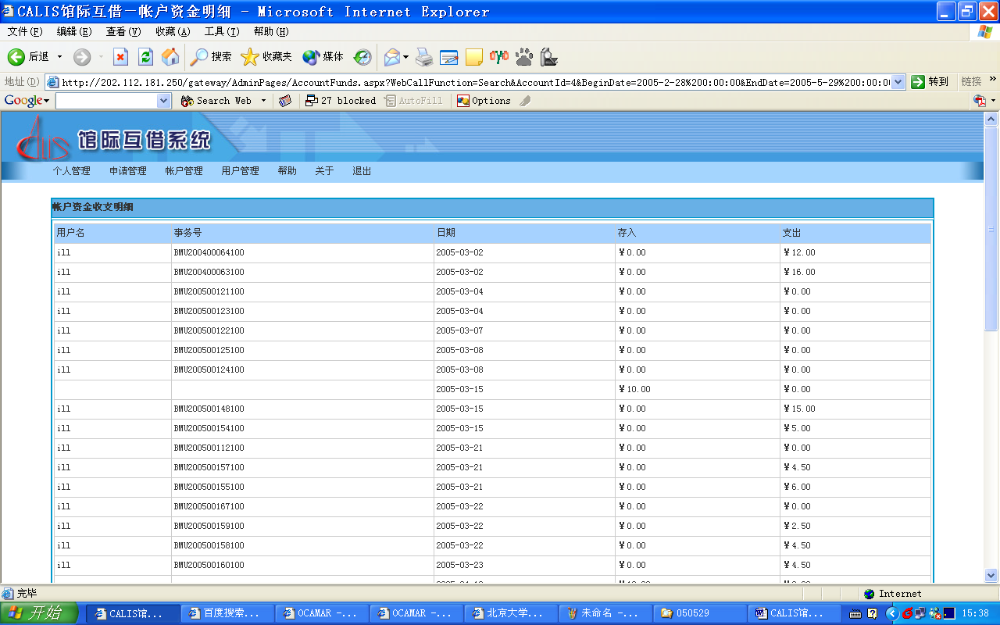 CALIS馆际互借－帐户资金明细 - Microsoft Internet Explorer
文件(F) 编辑(E) 查看(V) 收藏(A) 工具(T) 帮助(H)
后退 搜索 收藏夹 媒体
地址(D) http://202.112.181.250/gateway/AdminPages/AccountFunds.aspx?WebCallFunction=Search&AccountId=4&BeginDate=2005-2-28%200:00:00&EndDate=2005-5-29%200:00:0 转到 链接 »
Google Search Web 27 blocked AutoFill Options
馆际互借系统
个人管理 申请管理 帐户管理 用户管理 帮助 关于 退出
帐户资金收支明细
用户名 事务号 日期 存入 支出
ill BMU200400064100 2005-03-02 ￥0.00 ￥12.00
ill BMU200400063100 2005-03-02 ￥0.00 ￥16.00
ill BMU200500121100 2005-03-04 ￥0.00 ￥0.00
ill BMU200500123100 2005-03-04 ￥0.00 ￥0.00
ill BMU200500122100 2005-03-07 ￥0.00 ￥0.00
ill BMU200500125100 2005-03-08 ￥0.00 ￥0.00
ill BMU200500124100 2005-03-08 ￥0.00 ￥0.00
2005-03-15 ￥10.00 ￥0.00
ill BMU200500148100 2005-03-15 ￥0.00 ￥15.00
ill BMU200500154100 2005-03-15 ￥0.00 ￥5.00
ill BMU200500112100 2005-03-21 ￥0.00 ￥0.00
ill BMU200500157100 2005-03-21 ￥0.00 ￥4.50
ill BMU200500155100 2005-03-21 ￥0.00 ￥6.00
ill BMU200500167100 2005-03-22 ￥0.00 ￥0.00
ill BMU200500159100 2005-03-22 ￥0.00 ￥2.50
ill BMU200500158100 2005-03-22 ￥0.00 ￥4.50
ill BMU200500160100 2005-03-23 ￥0.00 ￥4.50
完毕 Internet
开始 CALIS馆... 百度搜索... OCAMAR -... OCAMAR -... 北京大学... 未命名 -... 050529 CALIS馆... 15:38